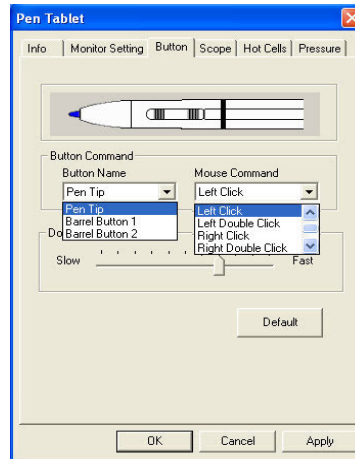 Pen Tablet
Info Monitor Setting Button Scope Hot Cells Pressure
Button Command
Button Name Mouse Command
Pen Tip Left Click
Pen Tip Left Click
Barrel Button 1 Left Double Click
Barrel Button 2 Right Click
Right Double Click
Do
Slow Fast
Default
OK Cancel Apply